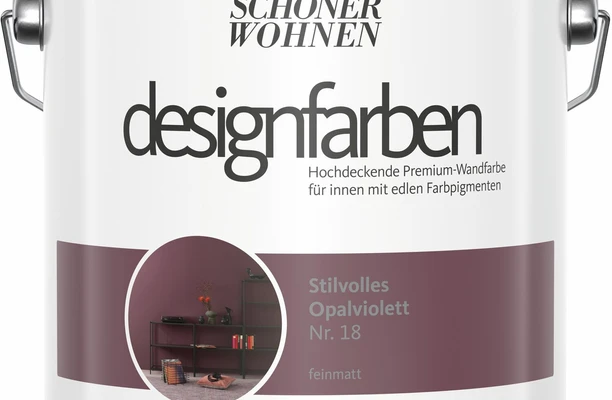 SCHÖNER
WOHNEN
designfarben
Hochdeckende Premium-Wandfarbe
für innen mit edlen Farbpigmenten
Stilvolles
Opalviolett
Nr. 18
feinmatt